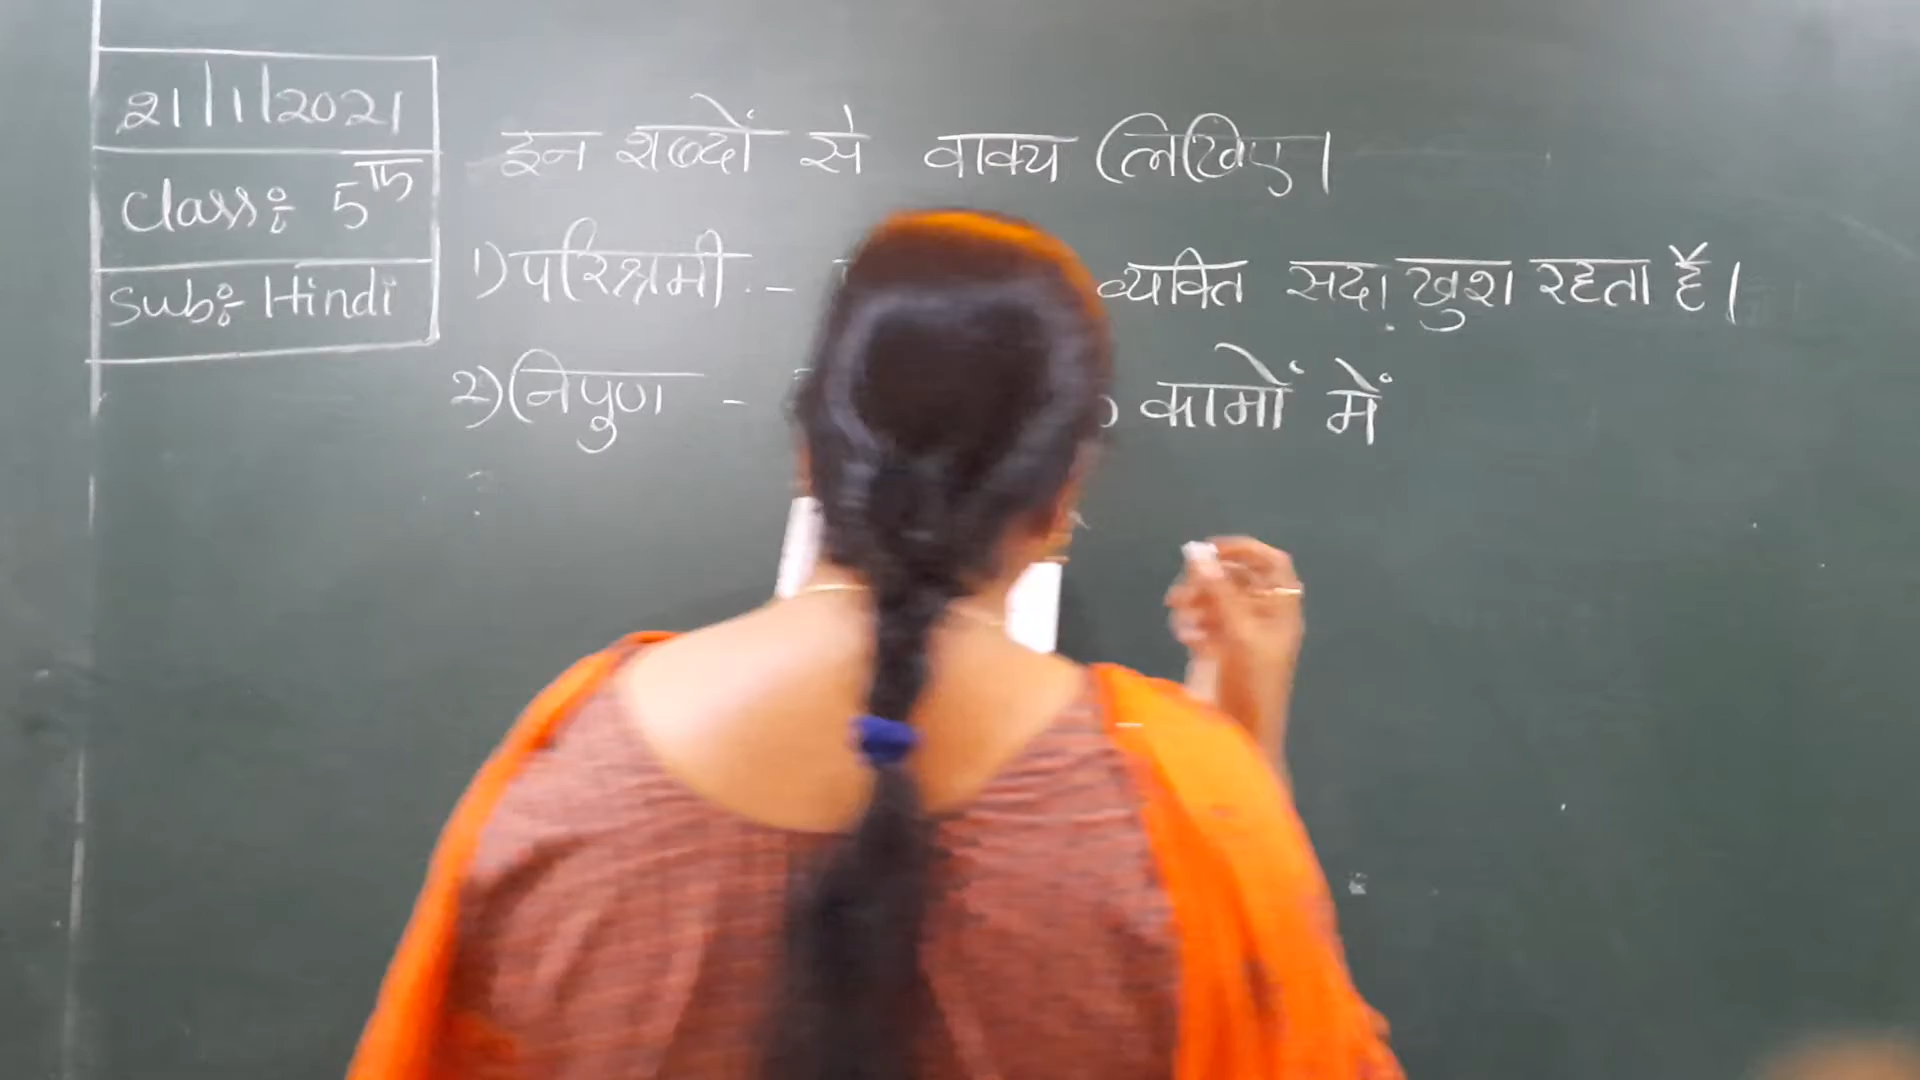 21/1/2021
Class: 5th
Sub: Hindi
इन शब्दों से वाक्य लिखिए।
1) परिश्रमी - व्यक्ति सदा खुश रहता है।
2) निपुण - कामों में